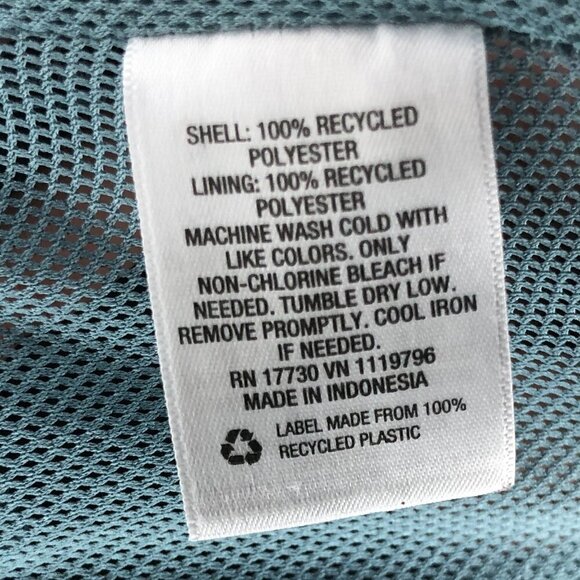 SHELL: 100% RECYCLED
POLYESTER
LINING: 100% RECYCLED
POLYESTER
MACHINE WASH COLD WITH
LIKE COLORS. ONLY
NON-CHLORINE BLEACH IF
NEEDED. TUMBLE DRY LOW.
REMOVE PROMPTLY. COOL IRON
IF NEEDED.
RN 17730 VN 1119796
MADE IN INDONESIA
LABEL MADE FROM 100%
RECYCLED PLASTIC